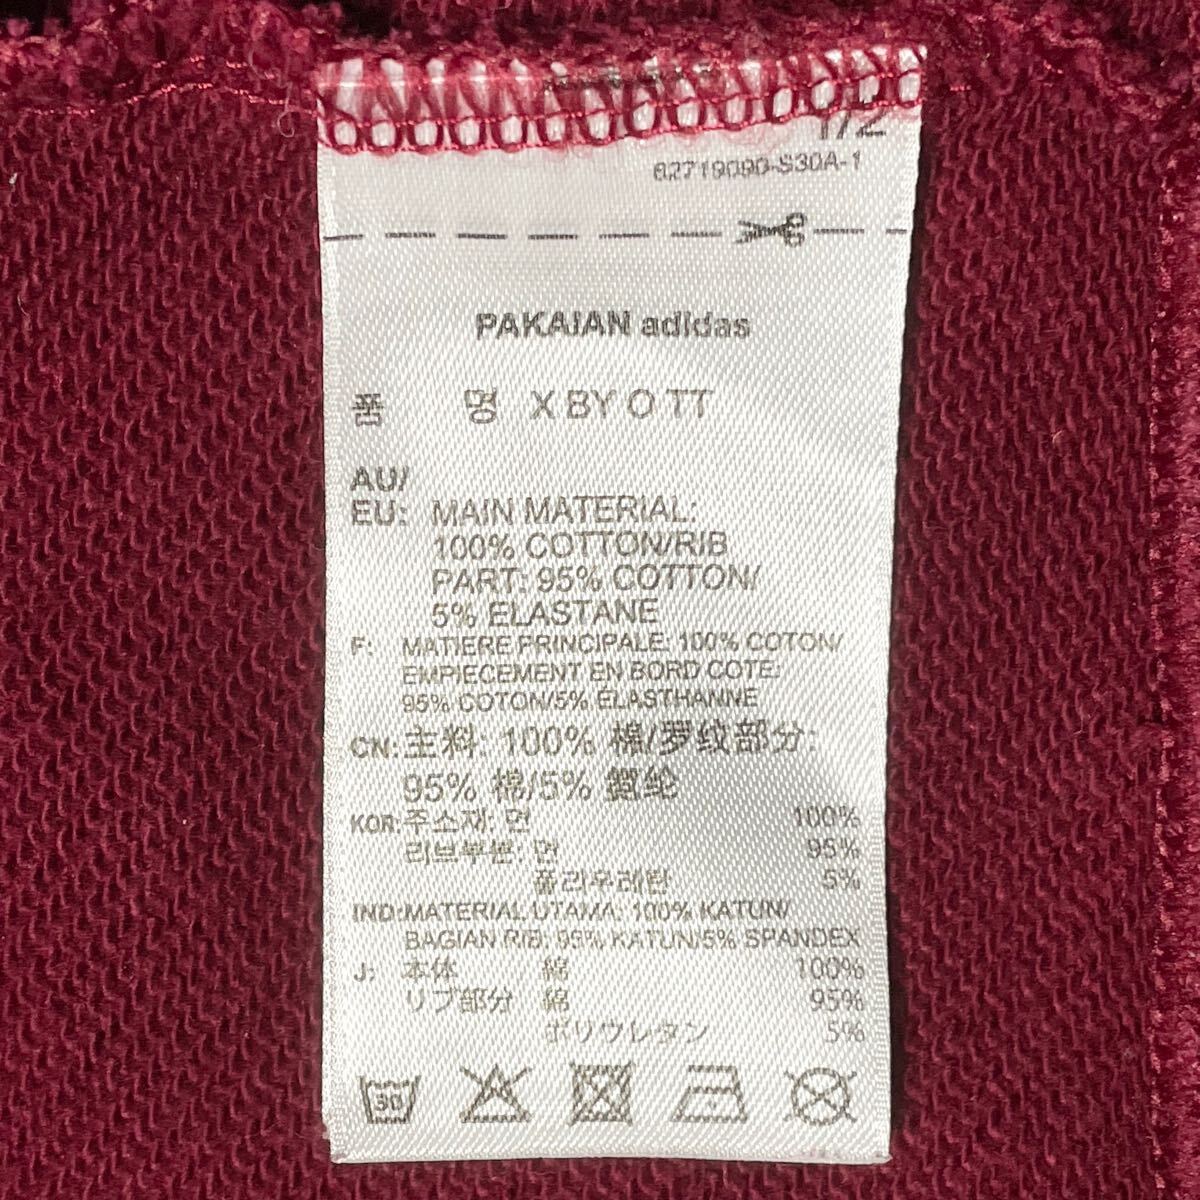 1/2
62719090-S30A-1
PAKAIAN adidas
품 명 X BY O TT
AU/
EU: MAIN MATERIAL:
100% COTTON/RIB
PART: 95% COTTON/
5% ELASTANE
F: MATIERE PRINCIPALE: 100% COTON/
EMPIECEMENT EN BORD COTE:
95% COTON/5% ELASTHANNE
CN: 主料: 100% 棉/罗纹部分:
95% 棉/5% 氨纶
KOR: 주소재: 면 100%
리브부분: 면 95%
폴리우레탄 5%
IND: MATERIAL UTAMA: 100% KATUN/
BAGIAN RIB: 95% KATUN/5% SPANDEX
J: 本体 綿 100%
リブ部分 綿 95%
ポリウレタン 5%
30